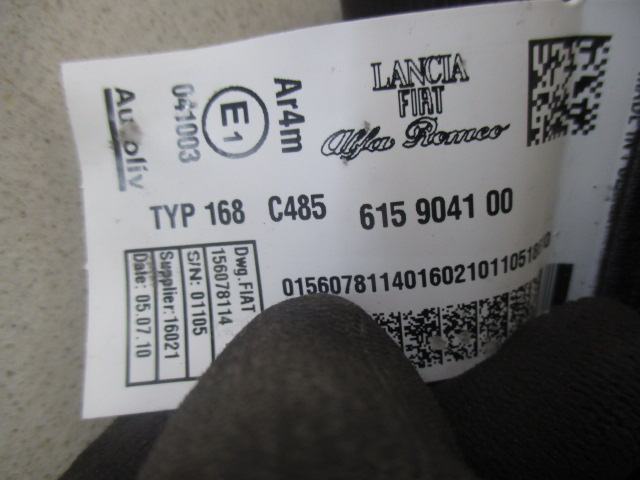 LANCIA
FIAT
Alfa Romeo
Autoliv
041003
E1
Ar4m
TYP 168 C485 615 9041 00
Dwg.FIAT
156078114
S/N: 01105
Supplier:16021
Date: 05.07.10